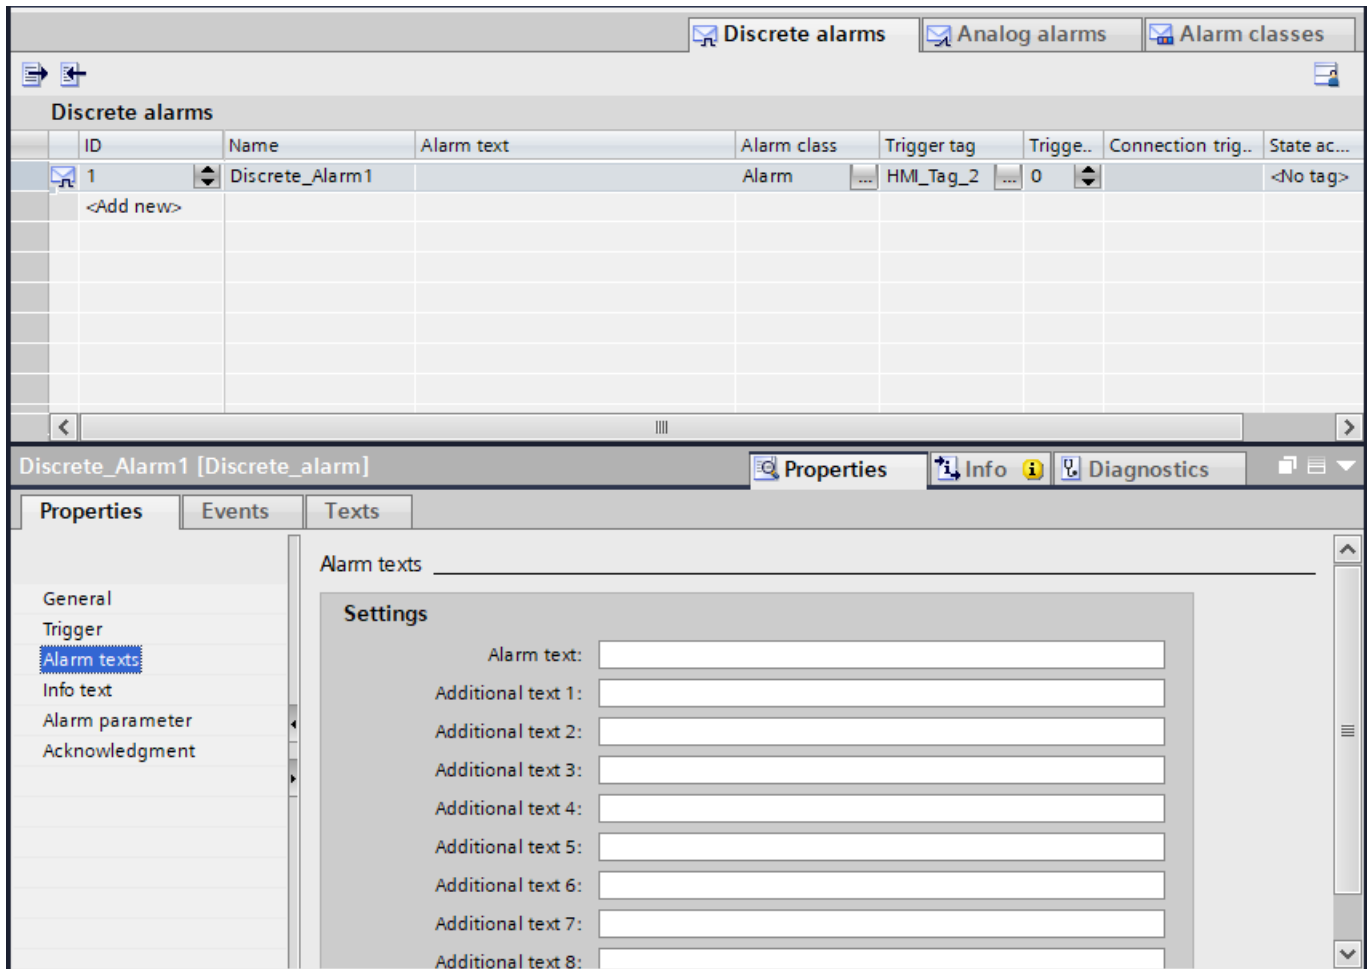 Discrete alarms Analog alarms Alarm classes
Discrete alarms
ID Name Alarm text Alarm class Trigger tag Trigge.. Connection trig.. State ac...
1 Discrete_Alarm1 Alarm ... HMI_Tag_2 ... 0 <No tag>
<Add new>
Discrete_Alarm1 [Discrete_alarm] Properties Info Diagnostics
Properties Events Texts
Alarm texts
General
Trigger
Alarm texts
Info text
Alarm parameter
Acknowledgment
Settings
Alarm text:
Additional text 1:
Additional text 2:
Additional text 3:
Additional text 4:
Additional text 5:
Additional text 6:
Additional text 7:
Additional text 8: